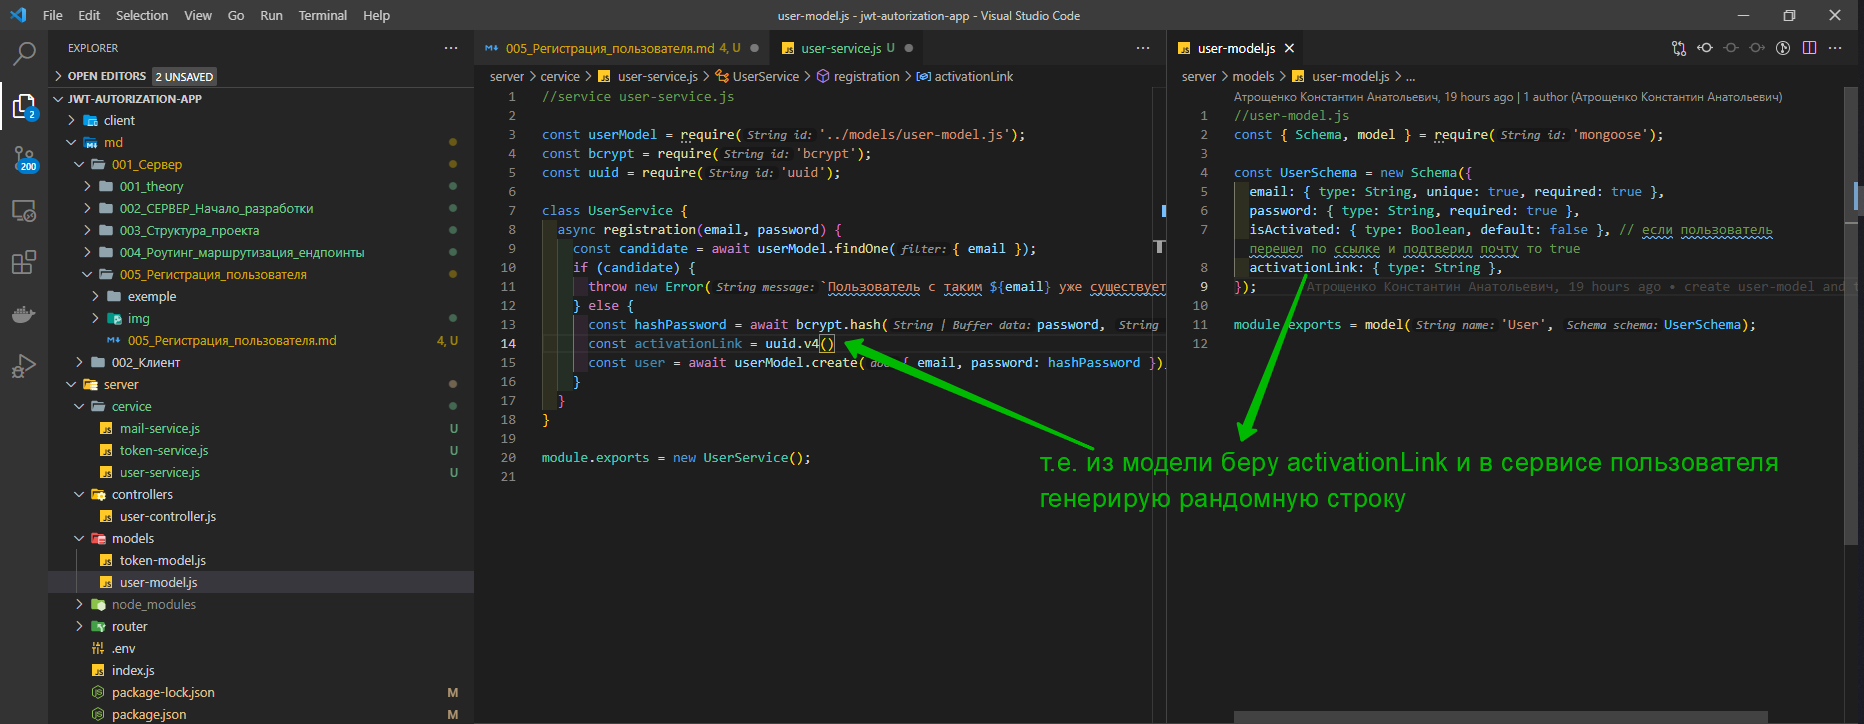 File Edit Selection View Go Run Terminal Help
user-model.js - jwt-autorization-app - Visual Studio Code
EXPLORER
OPEN EDITORS 2 UNSAVED
JWT-AUTORIZATION-APP
client
md
001_Сервер
001_theory
002_СЕРВЕР_Начало_разработки
003_Структура_проекта
004_Роутинг_маршрутизация_ендпоинты
005_Регистрация_пользователя
exemple
img
005_Регистрация_пользователя.md 4, U
002_Клиент
server
cervice
mail-service.js U
token-service.js U
user-service.js U
controllers
user-controller.js
models
token-model.js
user-model.js
node_modules
router
.env
index.js
package-lock.json M
package.json M
2
200
005_Регистрация_пользователя.md 4, U
user-service.js U
server > cervice > user-service.js > UserService > registration > activationLink
1 //service user-service.js
2
3 const userModel = require( String id: '../models/user-model.js');
4 const bcrypt = require( String id: 'bcrypt');
5 const uuid = require( String id: 'uuid');
6
7 class UserService {
8 async registration(email, password) {
9 const candidate = await userModel.findOne( filter: { email });
10 if (candidate) {
11 throw new Error( String message: `Пользователь с таким ${email} уже существует
12 } else {
13 const hashPassword = await bcrypt.hash( String | Buffer data: password, String
14 const activationLink = uuid.v4()
15 const user = await userModel.create( doc: { email, password: hashPassword });
16 }
17 }
18 }
19
20 module.exports = new UserService();
21
user-model.js
server > models > user-model.js > ...
Атрощенко Константин Анатольевич, 19 hours ago | 1 author (Атрощенко Константин Анатольевич)
1 //user-model.js
2 const { Schema, model } = require( String id: 'mongoose');
3
4 const UserSchema = new Schema({
5 email: { type: String, unique: true, required: true },
6 password: { type: String, required: true },
7 isActivated: { type: Boolean, default: false }, // если пользователь
перешел по ссылке и подтверил почту то true
8 activationLink: { type: String },
9 }); Атрощенко Константин Анатольевич, 19 hours ago • create user-model and t
10
11 module.exports = model( String name: 'User', Schema schema: UserSchema);
12
т.е. из модели беру activationLink и в сервисе пользователя
генерирую рандомную строку